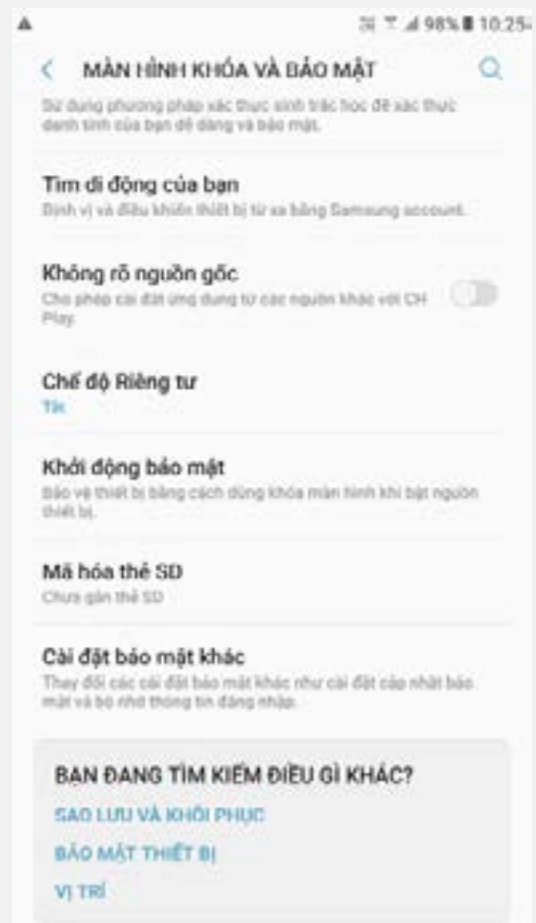 98% 10:25
MÀN HÌNH KHÓA VÀ BẢO MẬT
Sử dụng phương pháp xác thực sinh trắc học để xác thực
danh tính của bạn dễ dàng và bảo mật.
Tìm di động của bạn
Định vị và điều khiển thiết bị từ xa bằng Samsung account.
Không rõ nguồn gốc
Cho phép cài đặt ứng dụng từ các nguồn khác với CH
Play.
Chế độ Riêng tư
Tắt
Khởi động bảo mật
Bảo vệ thiết bị bằng cách dùng khóa màn hình khi bật nguồn
thiết bị.
Mã hóa thẻ SD
Chưa gắn thẻ SD
Cài đặt bảo mật khác
Thay đổi các cài đặt bảo mật khác như cài đặt cập nhật bảo
mật và bộ nhớ thông tin đăng nhập.
BẠN ĐANG TÌM KIẾM ĐIỀU GÌ KHÁC?
SAO LƯU VÀ KHÔI PHỤC
BẢO MẬT THIẾT BỊ
VỊ TRÍ